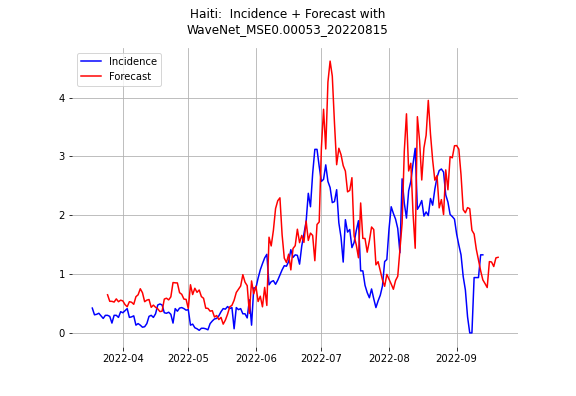 Haiti:  Incidence + Forecast with
WaveNet_MSE0.00053_20220815
Incidence
Forecast
4
3
2
1
0
2022-04
2022-05
2022-06
2022-07
2022-08
2022-09